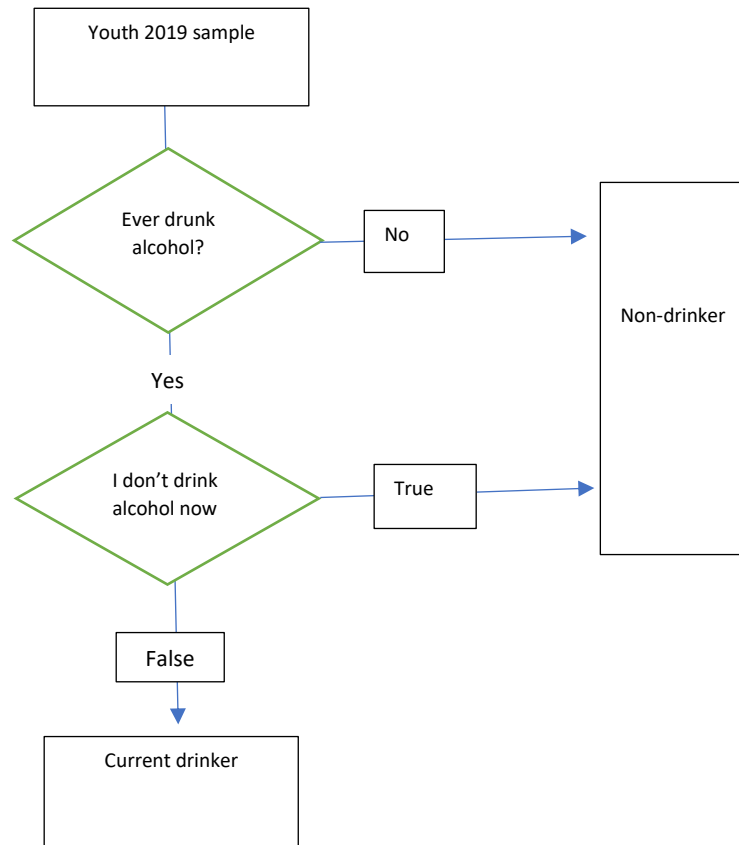 Youth 2019 sample
Ever drunk
alcohol?
No
Non-drinker
Yes
I don’t drink
alcohol now
True
False
Current drinker